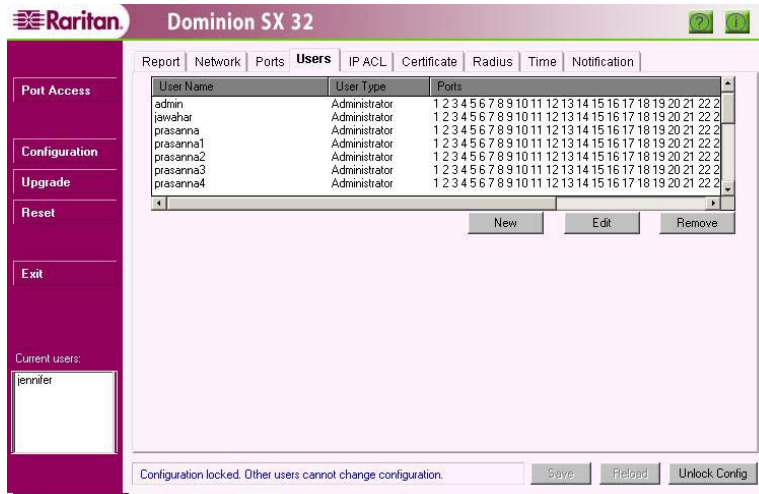 Raritan.
Dominion SX 32
? i
Report Network Ports Users IP ACL Certificate Radius Time Notification
Port Access
Configuration
Upgrade
Reset
Exit
User Name User Type Ports
admin Administrator 1 2 3 4 5 6 7 8 9 10 11 12 13 14 15 16 17 18 19 20 21 22 2
jawahar Administrator 1 2 3 4 5 6 7 8 9 10 11 12 13 14 15 16 17 18 19 20 21 22 2
prasanna Administrator 1 2 3 4 5 6 7 8 9 10 11 12 13 14 15 16 17 18 19 20 21 22 2
prasanna1 Administrator 1 2 3 4 5 6 7 8 9 10 11 12 13 14 15 16 17 18 19 20 21 22 2
prasanna2 Administrator 1 2 3 4 5 6 7 8 9 10 11 12 13 14 15 16 17 18 19 20 21 22 2
prasanna3 Administrator 1 2 3 4 5 6 7 8 9 10 11 12 13 14 15 16 17 18 19 20 21 22 2
prasanna4 Administrator 1 2 3 4 5 6 7 8 9 10 11 12 13 14 15 16 17 18 19 20 21 22 2
New Edit Remove
Current users:
jennifer
Configuration locked. Other users cannot change configuration.
Save Reload Unlock Config